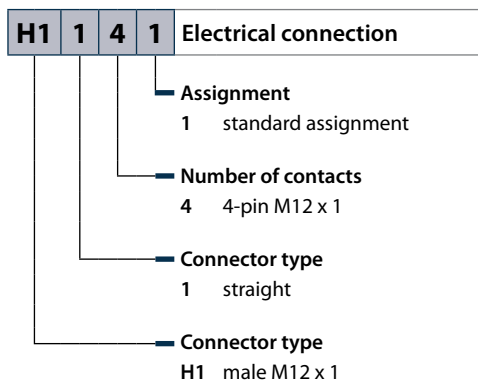 H1 1 4 1 Electrical connection
Assignment
1 standard assignment
Number of contacts
4 4-pin M12 x 1
Connector type
1 straight
Connector type
H1 male M12 x 1